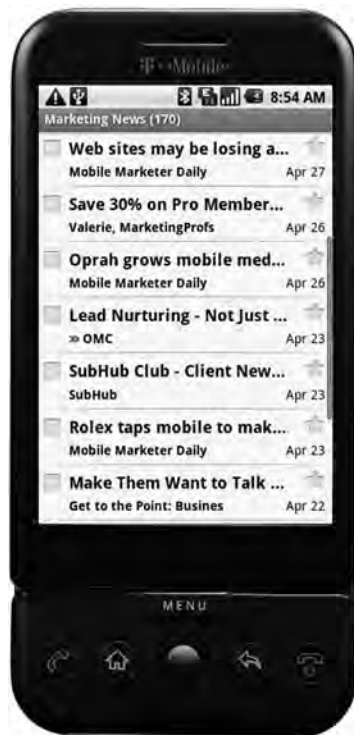 T-Mobile
8:54 AM
Marketing News (170)
Web sites may be losing a...
Mobile Marketer Daily Apr 27
Save 30% on Pro Member...
Valerie, MarketingProfs Apr 26
Oprah grows mobile med...
Mobile Marketer Daily Apr 26
Lead Nurturing - Not Just ...
» OMC Apr 23
SubHub Club - Client New...
SubHub Apr 23
Rolex taps mobile to mak...
Mobile Marketer Daily Apr 23
Make Them Want to Talk ...
Get to the Point: Busines Apr 22
MENU